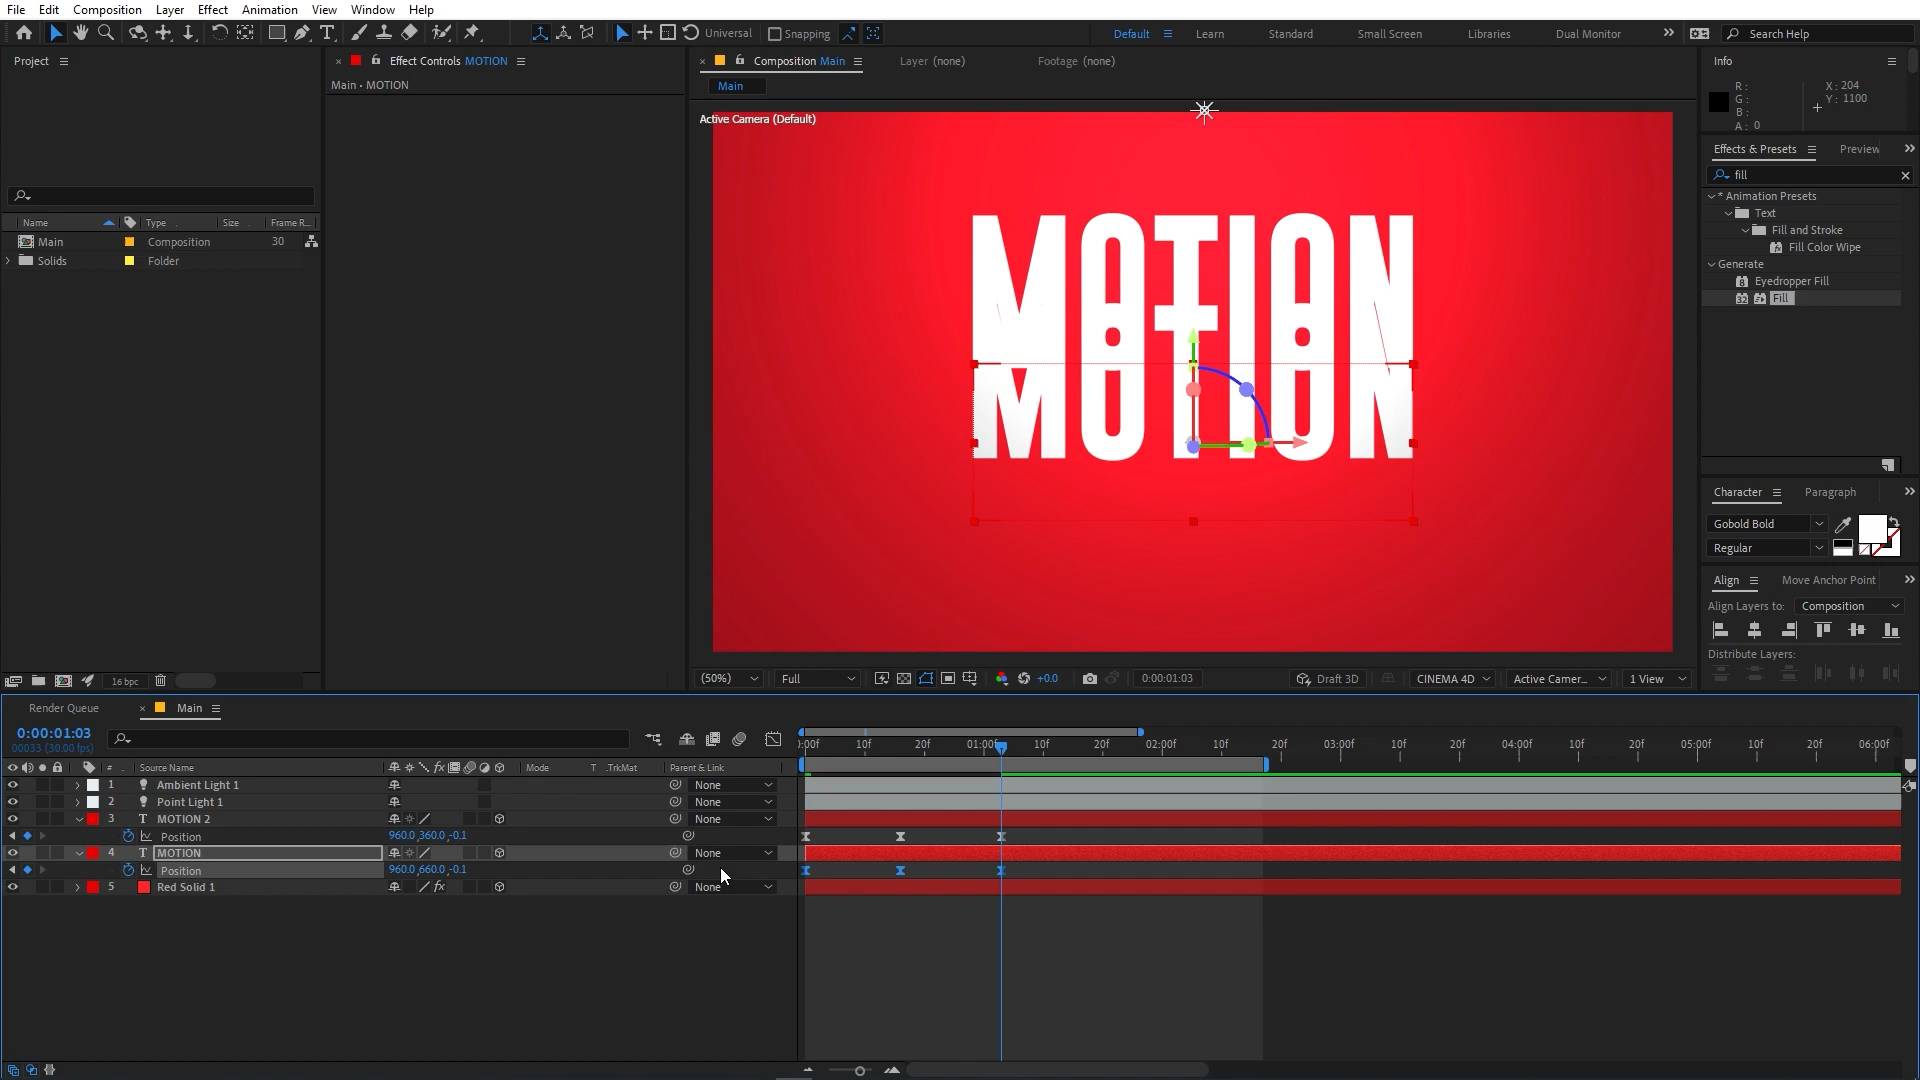 File Edit Composition Layer Effect Animation View Window Help
Universal Snapping Default Learn Standard Small Screen Libraries Dual Monitor Search Help
Project
Effect Controls MOTION
Main • MOTION
Composition Main
Layer (none)
Footage (none)
Main
Info
R :
G :
B :
A : 0
X : 204
Y : 1100
Active Camera (Default)
MOTION
MOTION
Effects & Presets Preview
fill
* Animation Presets
Text
Fill and Stroke
Fill Color Wipe
Generate
Eyedropper Fill
32 Fill
Name Type Size Frame R...
Main Composition 30
Solids Folder
Character Paragraph
Gobold Bold
Regular
Align Move Anchor Point
Align Layers to: Composition
Distribute Layers:
16 bpc
(50%) Full +0.0 0:00:01:03 Draft 3D CINEMA 4D Active Camer... 1 View
Render Queue Main
0:00:01:03
00033 (30.00 fps)
:00f 10f 20f 01:00f 10f 20f 02:00f 10f 20f 03:00f 10f 20f 04:00f 10f 20f 05:00f 10f 20f 06:00f
# Source Name fx Mode T .TrkMat Parent & Link
1 Ambient Light 1 None
2 Point Light 1 None
3 T MOTION 2 None
Position 960.0,360.0,-0.1
4 T MOTION None
Position 960.0,660.0,-0.1
5 Red Solid 1 fx None